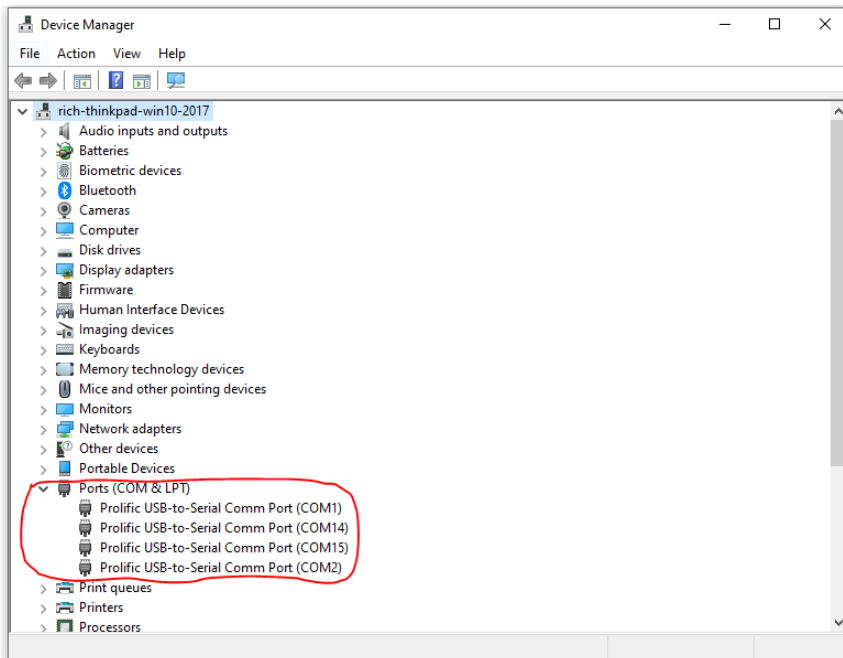 Device Manager
File Action View Help
rich-thinkpad-win10-2017
Audio inputs and outputs
Batteries
Biometric devices
Bluetooth
Cameras
Computer
Disk drives
Display adapters
Firmware
Human Interface Devices
Imaging devices
Keyboards
Memory technology devices
Mice and other pointing devices
Monitors
Network adapters
Other devices
Portable Devices
Ports (COM & LPT)
Prolific USB-to-Serial Comm Port (COM1)
Prolific USB-to-Serial Comm Port (COM14)
Prolific USB-to-Serial Comm Port (COM15)
Prolific USB-to-Serial Comm Port (COM2)
Print queues
Printers
Processors